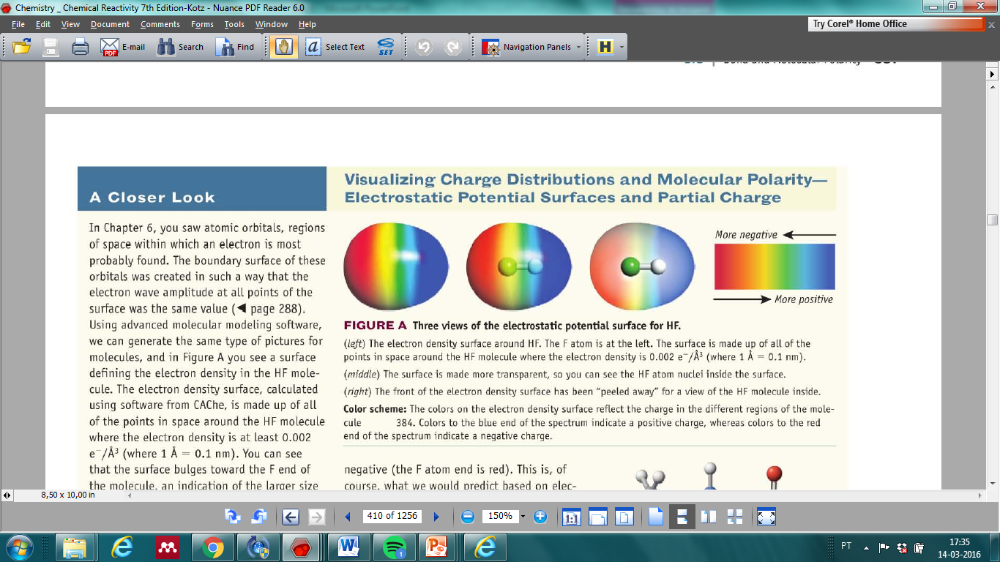 Chemistry _ Chemical Reactivity 7th Edition-Kotz - Nuance PDF Reader 6.0
File Edit View Document Comments Forms Tools Window Help
Try Corel® Home Office
E-mail Search Find Select Text SET Navigation Panels H
A Closer Look
Visualizing Charge Distributions and Molecular Polarity—
Electrostatic Potential Surfaces and Partial Charge
In Chapter 6, you saw atomic orbitals, regions
of space within which an electron is most
probably found. The boundary surface of these
orbitals was created in such a way that the
electron wave amplitude at all points of the
surface was the same value (◀ page 288).
Using advanced molecular modeling software,
we can generate the same type of pictures for
molecules, and in Figure A you see a surface
defining the electron density in the HF mole-
cule. The electron density surface, calculated
using software from CAChe, is made up of all
of the points in space around the HF molecule
where the electron density is at least 0.002
e⁻/Å³ (where 1 Å = 0.1 nm). You can see
that the surface bulges toward the F end of
the molecule, an indication of the larger size
More negative
More positive
FIGURE A Three views of the electrostatic potential surface for HF.
(left) The electron density surface around HF. The F atom is at the left. The surface is made up of all of the
points in space around the HF molecule where the electron density is 0.002 e⁻/Å³ (where 1 Å = 0.1 nm).
(middle) The surface is made more transparent, so you can see the HF atom nuclei inside the surface.
(right) The front of the electron density surface has been “peeled away” for a view of the HF molecule inside.
Color scheme: The colors on the electron density surface reflect the charge in the different regions of the mole-
cule 384. Colors to the blue end of the spectrum indicate a positive charge, whereas colors to the red
end of the spectrum indicate a negative charge.
negative (the F atom end is red). This is, of
course, what we would predict based on elec-
8,50 x 10,00 in
410 of 1256 150% 1:1
PT
17:35
14-03-2016